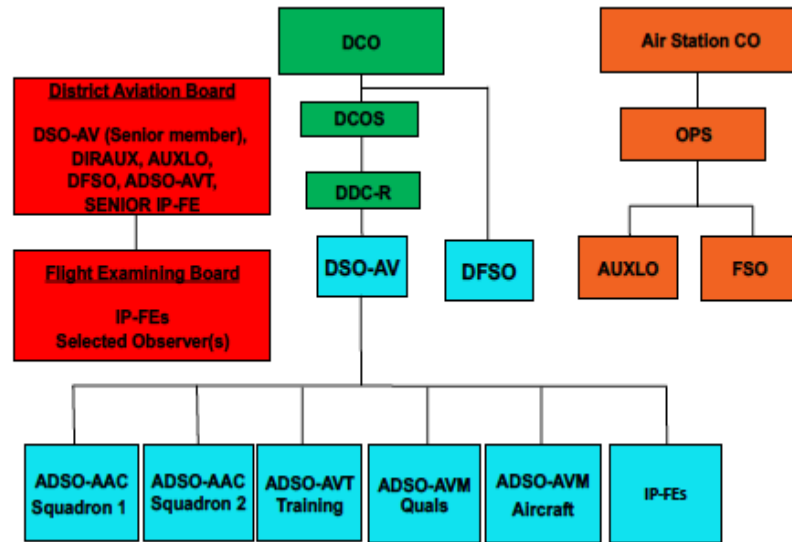 DCO
Air Station CO
District Aviation Board
DSO-AV (Senior member),
DIRAUX, AUXLO,
DFSO, ADSO-AVT,
SENIOR IP-FE
DCOS
OPS
DDC-R
Flight Examining Board
IP-FEs
Selected Observer(s)
DSO-AV
DFSO
AUXLO
FSO
ADSO-AAC
Squadron 1
ADSO-AAC
Squadron 2
ADSO-AVT
Training
ADSO-AVM
Quals
ADSO-AVM
Aircraft
IP-FEs